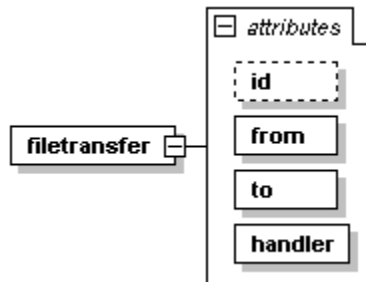 attributes
id
from
filetransfer
to
handler